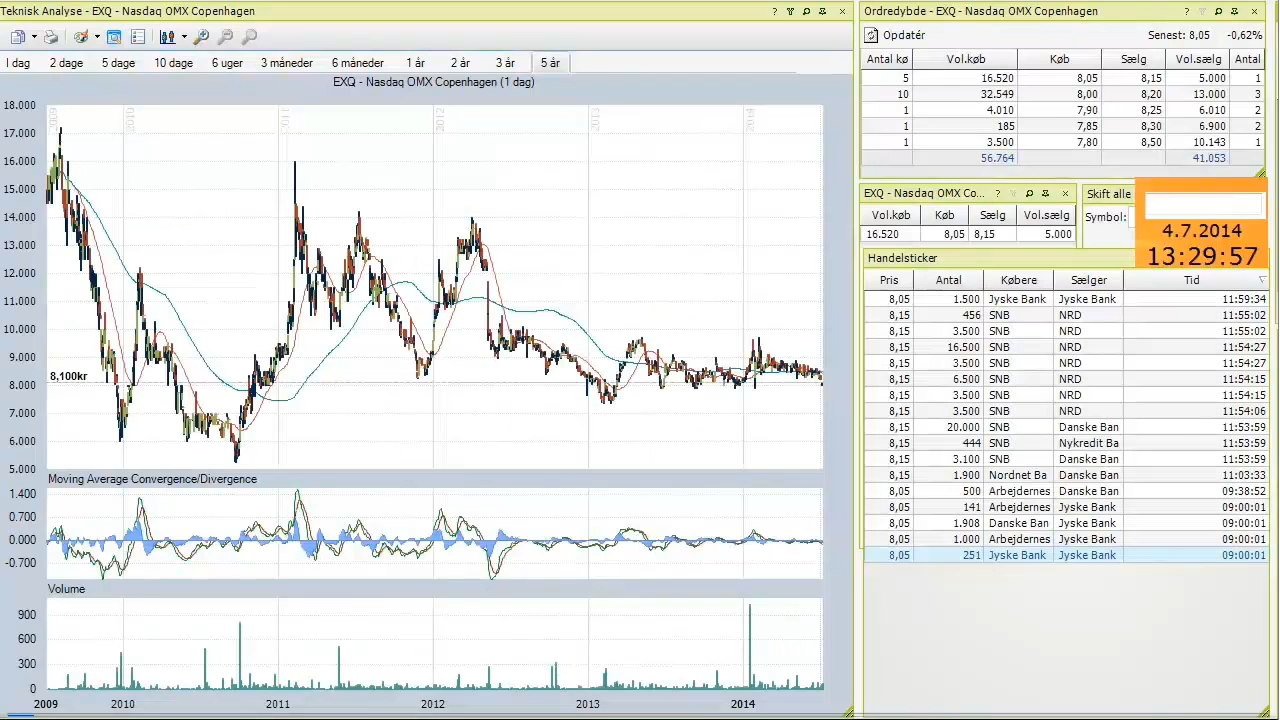 Teknisk Analyse - EXQ - Nasdaq OMX Copenhagen
I dag 2 dage 5 dage 10 dage 6 uger 3 måneder 6 måneder 1 år 2 år 3 år 5 år
EXQ - Nasdaq OMX Copenhagen (1 dag)
2009 2010 2011 2012 2013 2014
18.000
17.000
16.000
15.000
14.000
13.000
12.000
11.000
10.000
9.000
8,100kr
8.000
7.000
6.000
5.000
Moving Average Convergence/Divergence
1.400
0.700
0.000
-0.700
Volume
900
600
300
0
2009 2010 2011 2012 2013 2014
Ordredybde - EXQ - Nasdaq OMX Copenhagen
Opdatér Senest: 8,05 -0,62%
Antal kø Vol.køb Køb Sælg Vol.sælg Antal
5 16.520 8,05 8,15 5.000 1
10 32.549 8,00 8,20 13.000 3
1 4.010 7,90 8,25 6.010 2
1 185 7,85 8,30 6.900 2
1 3.500 7,80 8,50 10.143 1
56.764 41.053
EXQ - Nasdaq OMX Co...
Vol.køb Køb Sælg Vol.sælg
16.520 8,05 8,15 5.000
Skift alle
Symbol:
4.7.2014
13:29:57
Handelsticker
Pris Antal Købere Sælger Tid
8,05 1.500 Jyske Bank Jyske Bank 11:59:34
8,15 456 SNB NRD 11:55:02
8,15 3.500 SNB NRD 11:55:02
8,15 16.500 SNB NRD 11:54:27
8,15 3.500 SNB NRD 11:54:27
8,15 6.500 SNB NRD 11:54:15
8,15 3.500 SNB NRD 11:54:15
8,15 3.500 SNB NRD 11:54:06
8,15 20.000 SNB Danske Ban 11:53:59
8,15 444 SNB Nykredit Ba 11:53:59
8,15 3.100 SNB Danske Ban 11:53:59
8,15 1.900 Nordnet Ba Danske Ban 11:03:33
8,05 500 Arbejdernes Danske Ban 09:38:52
8,05 141 Arbejdernes Jyske Bank 09:00:01
8,05 1.908 Danske Ban Jyske Bank 09:00:01
8,05 1.000 Arbejdernes Jyske Bank 09:00:01
8,05 251 Jyske Bank Jyske Bank 09:00:01